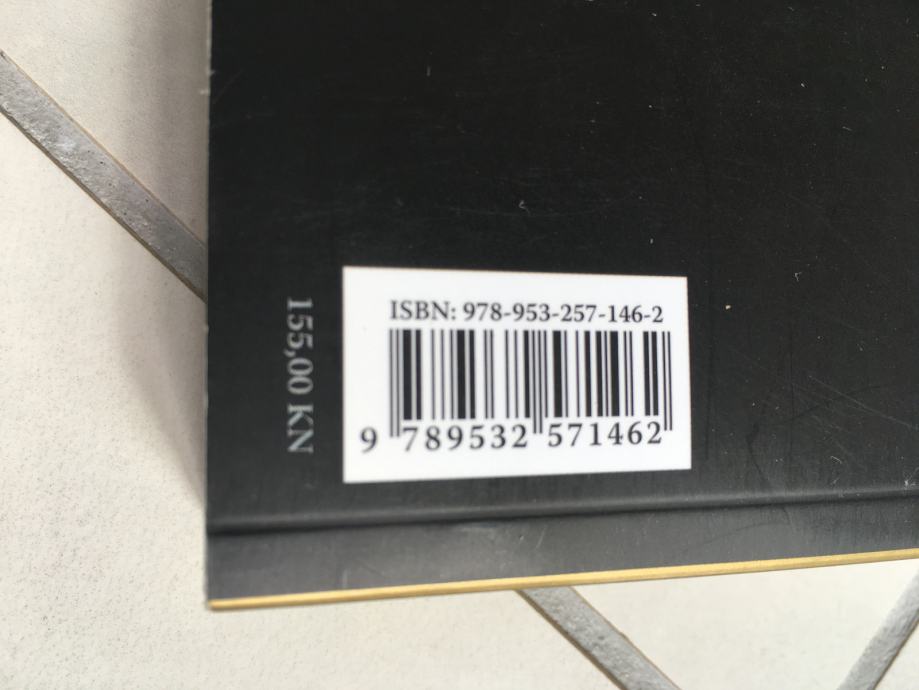 ISBN: 978-953-257-146-2
9 789532 571462
155,00 KN